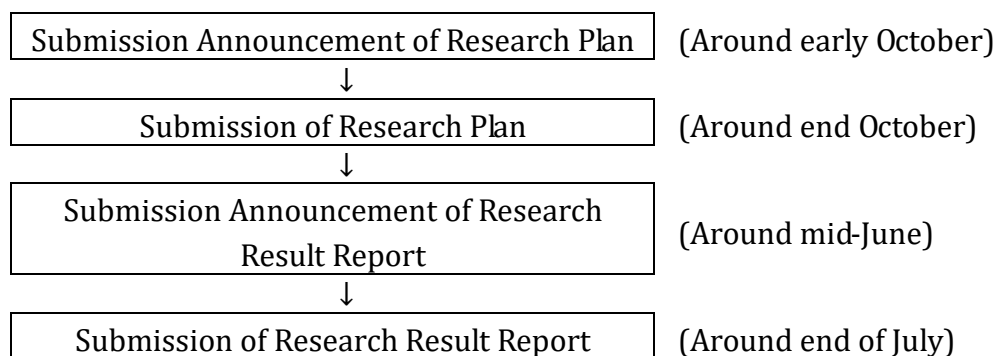 Submission Announcement of Research Plan (Around early October)
↓
Submission of Research Plan (Around end October)
↓
Submission Announcement of Research
Result Report
(Around mid-June)
↓
Submission of Research Result Report (Around end of July)